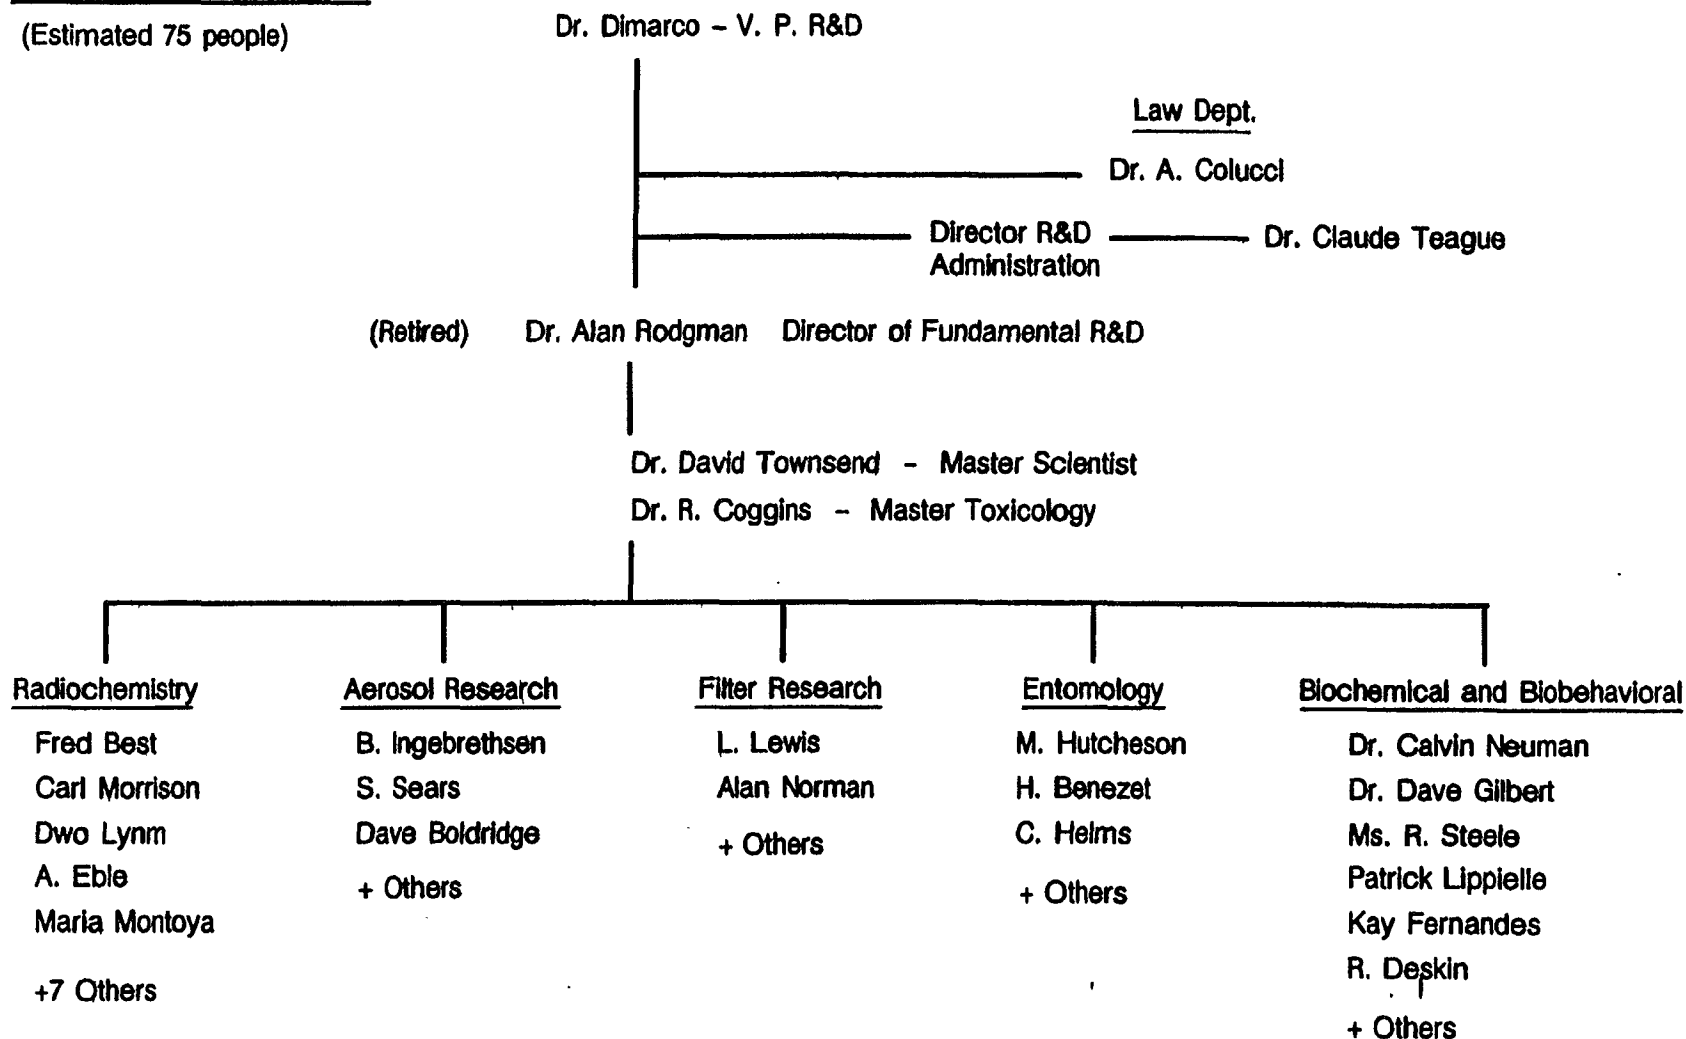 (Estimated 75 people)
Dr. Dimarco – V. P. R&D
Law Dept.
Dr. A. Colucci
Director R&D
Administration
Dr. Claude Teague
(Retired) Dr. Alan Rodgman Director of Fundamental R&D
Dr. David Townsend – Master Scientist
Dr. R. Coggins – Master Toxicology
Radiochemistry
Fred Best
Carl Morrison
Dwo Lynm
A. Eble
Maria Montoya
+7 Others
Aerosol Research
B. Ingebrethsen
S. Sears
Dave Boldridge
+ Others
Filter Research
L. Lewis
Alan Norman
+ Others
Entomology
M. Hutcheson
H. Benezet
C. Helms
+ Others
Biochemical and Biobehavioral
Dr. Calvin Neuman
Dr. Dave Gilbert
Ms. R. Steele
Patrick Lippielle
Kay Fernandes
R. Deskin
+ Others